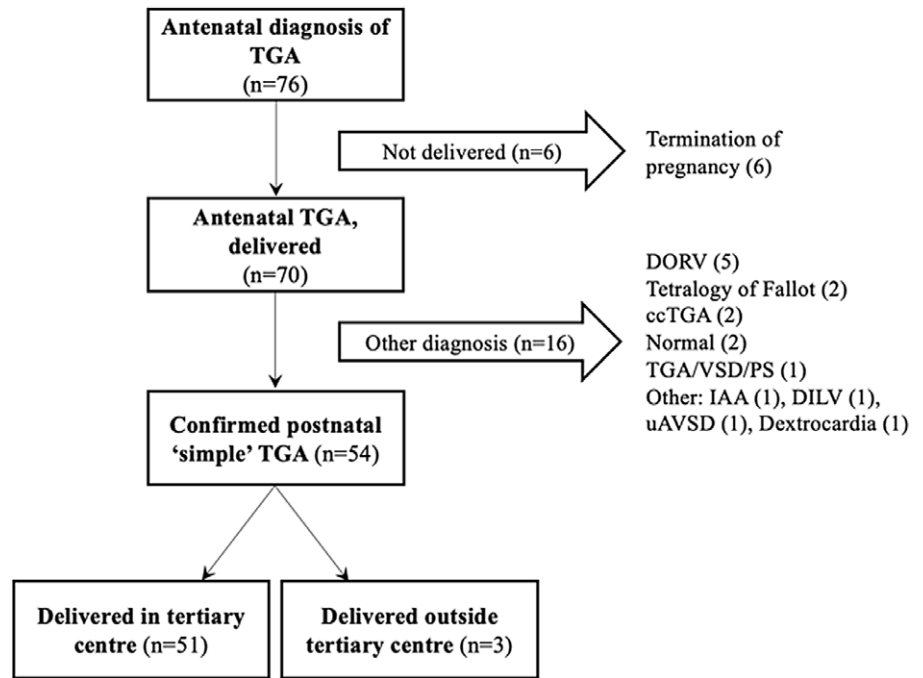 Antenatal diagnosis of
TGA
(n=76)
Not delivered (n=6)
Termination of
pregnancy (6)
Antenatal TGA,
delivered
(n=70)
Other diagnosis (n=16)
DORV (5)
Tetralogy of Fallot (2)
ccTGA (2)
Normal (2)
TGA/VSD/PS (1)
Other: IAA (1), DILV (1),
uAVSD (1), Dextrocardia (1)
Confirmed postnatal
‘simple’ TGA (n=54)
Delivered in tertiary
centre (n=51)
Delivered outside
tertiary centre (n=3)